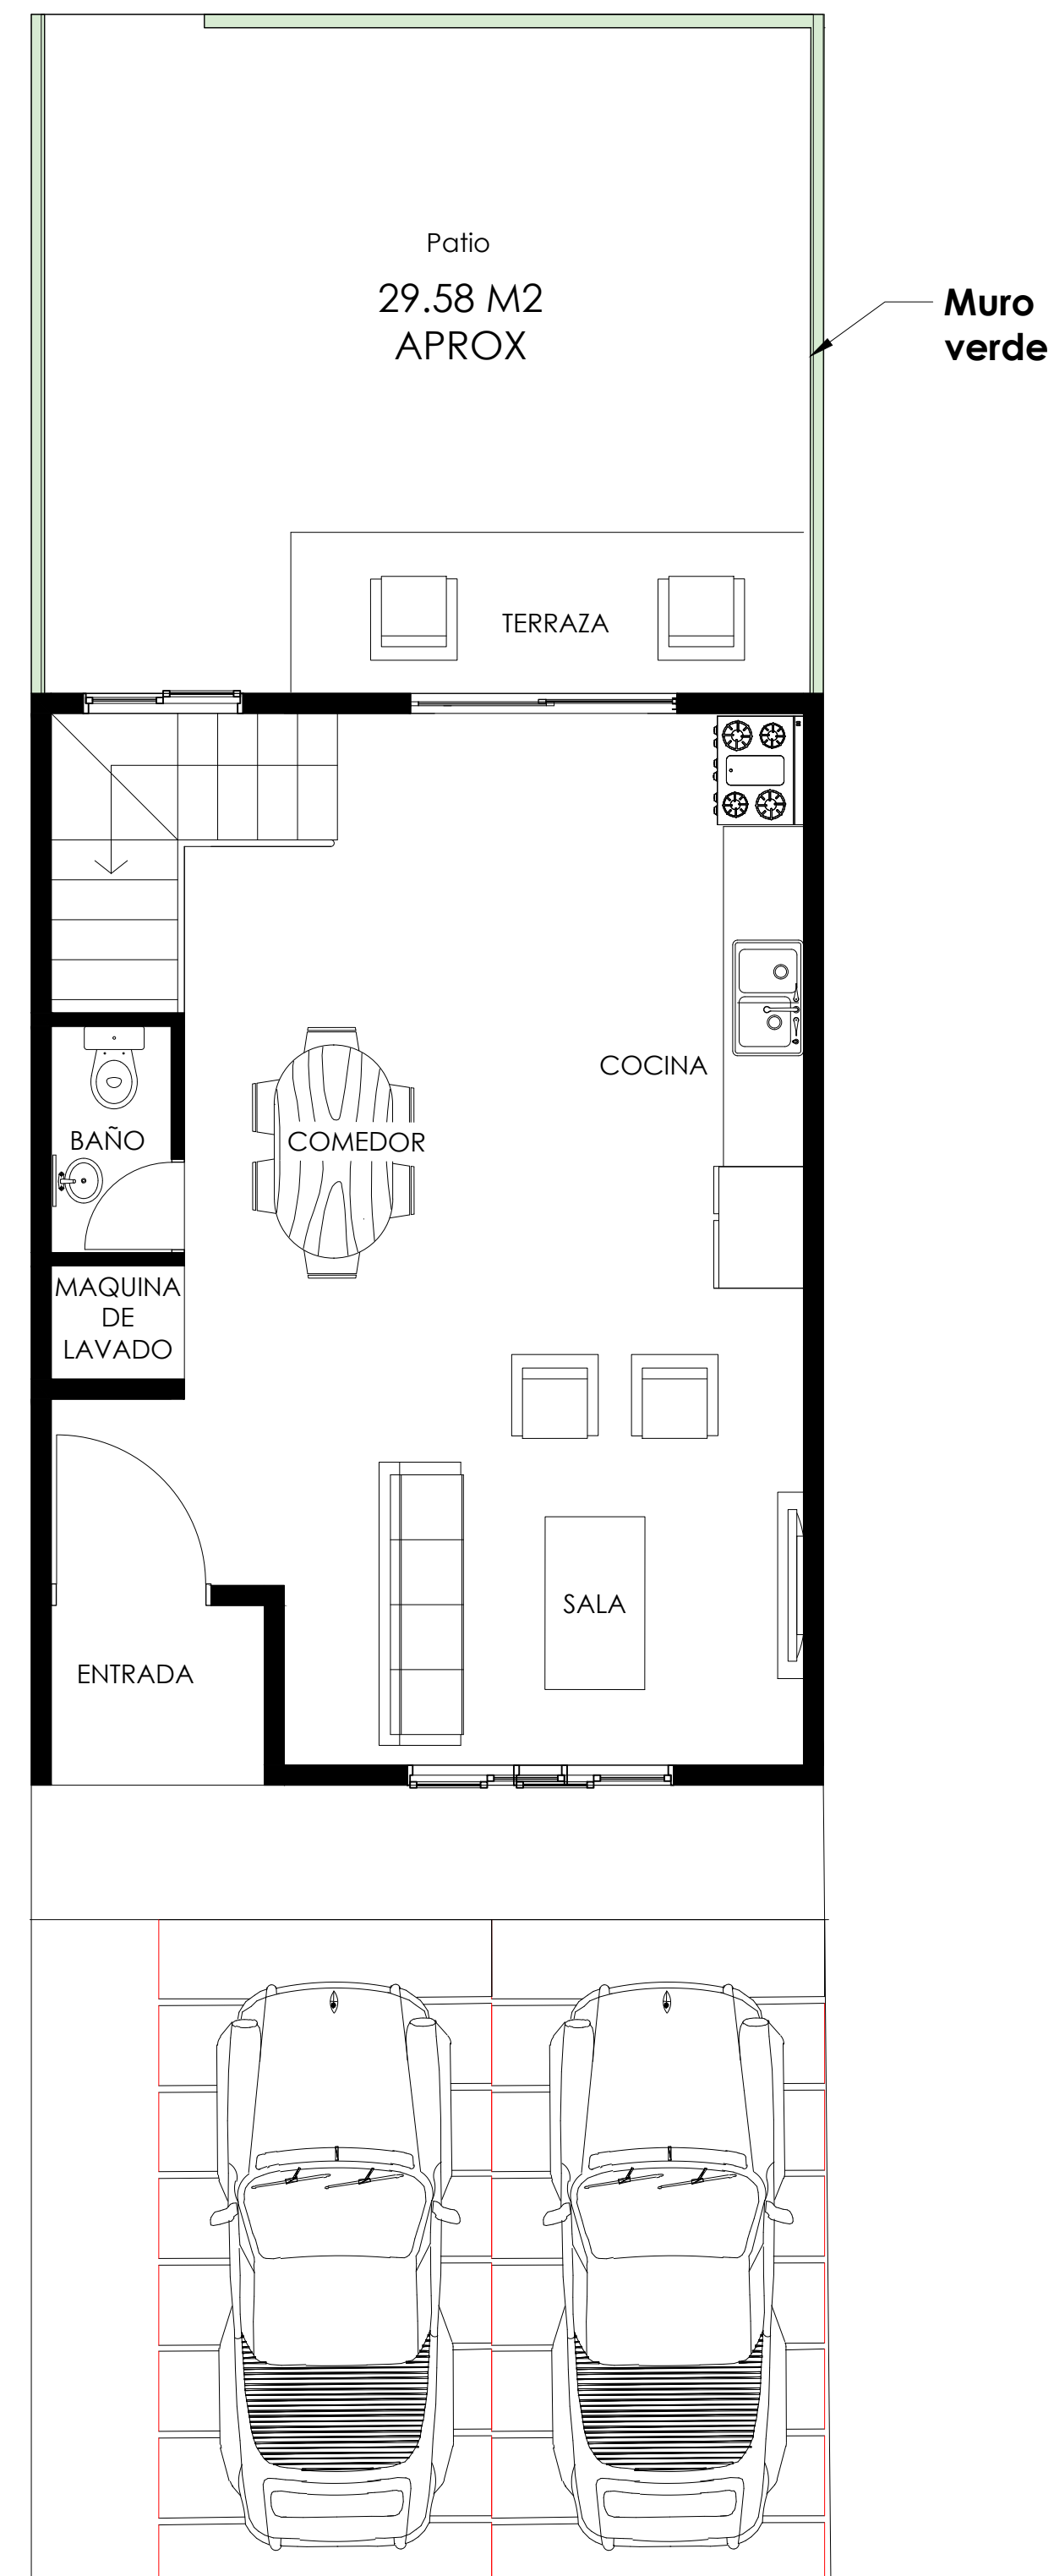 Patio
29.58 M2
APROX
Muro
verde
TERRAZA
COCINA
BAÑO
COMEDOR
MAQUINA
DE
LAVADO
SALA
ENTRADA